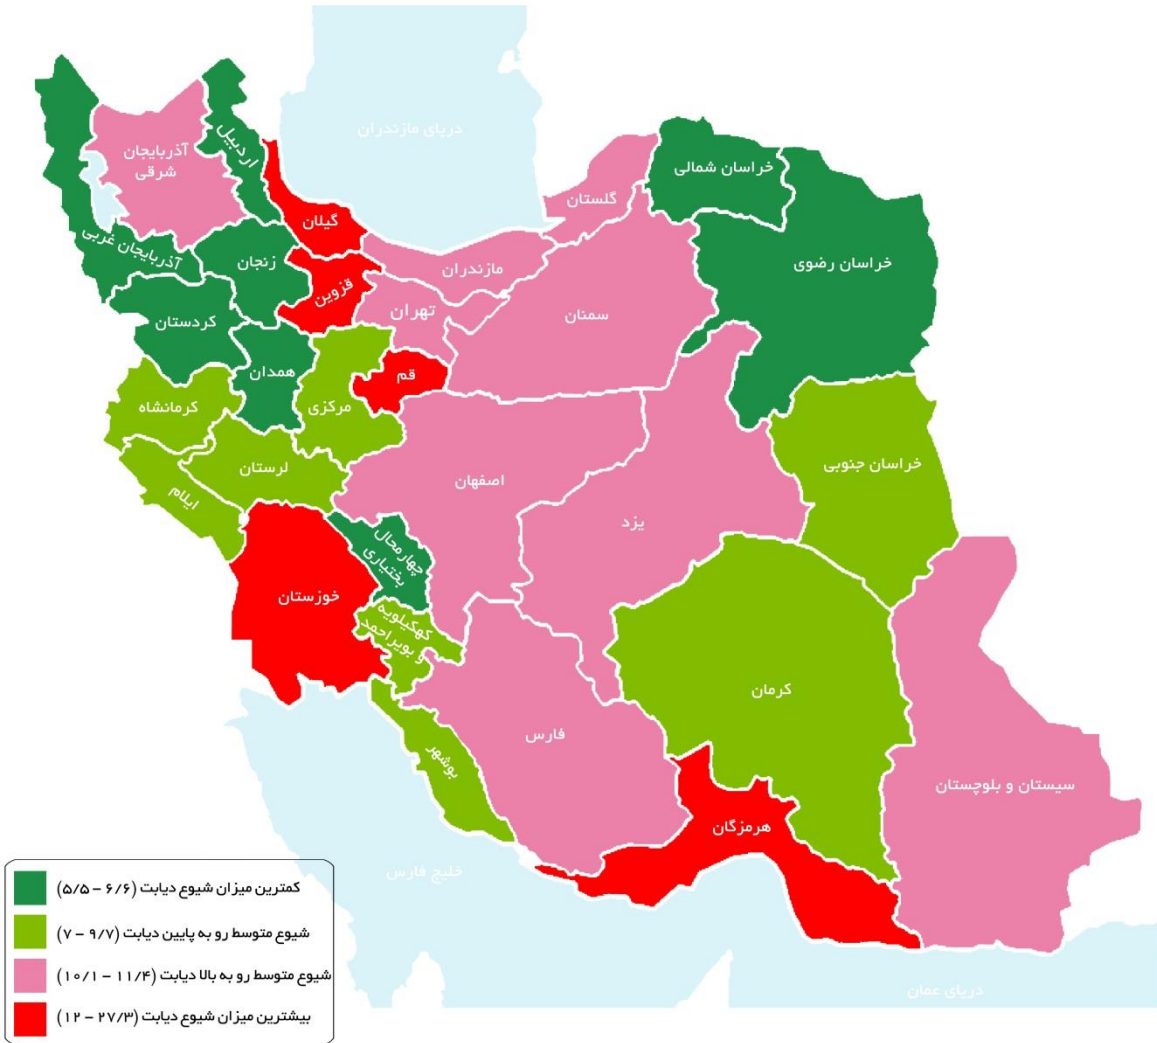 دریای مازندران
اردبیل
آذربایجان
شرقی
خراسان شمالی
گلستان
گیلان
آذربایجان غربی
زنجان
مازندران
خراسان رضوی
قزوین
تهران
سمنان
کردستان
همدان
قم
کرمانشاه
مرکزی
لرستان
اصفهان
خراسان جنوبی
ایلام
یزد
چهارمحال
بختیاری
خوزستان
کهکیلویه
و بویراحمد
کرمان
فارس
بوشهر
سیستان و بلوچستان
هرمزگان
خلیج فارس
دریای عمان
کمترین میزان شیوع دیابت (۶/۶ - ۵/۵)
شیوع متوسط رو به پایین دیابت (۹/۷ - ۷)
شیوع متوسط رو به بالا دیابت (۱۱/۴ - ۱۰/۱)
بیشترین میزان شیوع دیابت (۲۷/۳ - ۱۲)